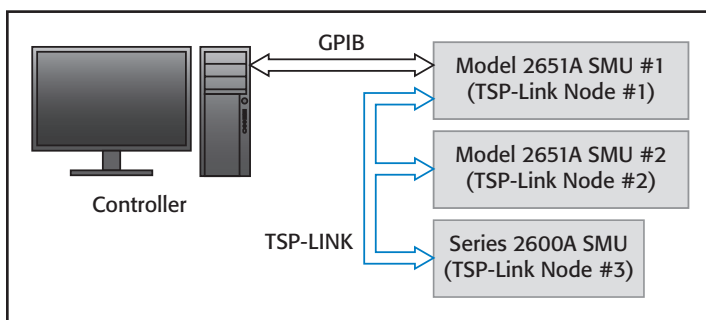 GPIB
Model 2651A SMU #1
(TSP-Link Node #1)
Model 2651A SMU #2
(TSP-Link Node #2)
Controller
TSP-LINK
Series 2600A SMU
(TSP-Link Node #3)